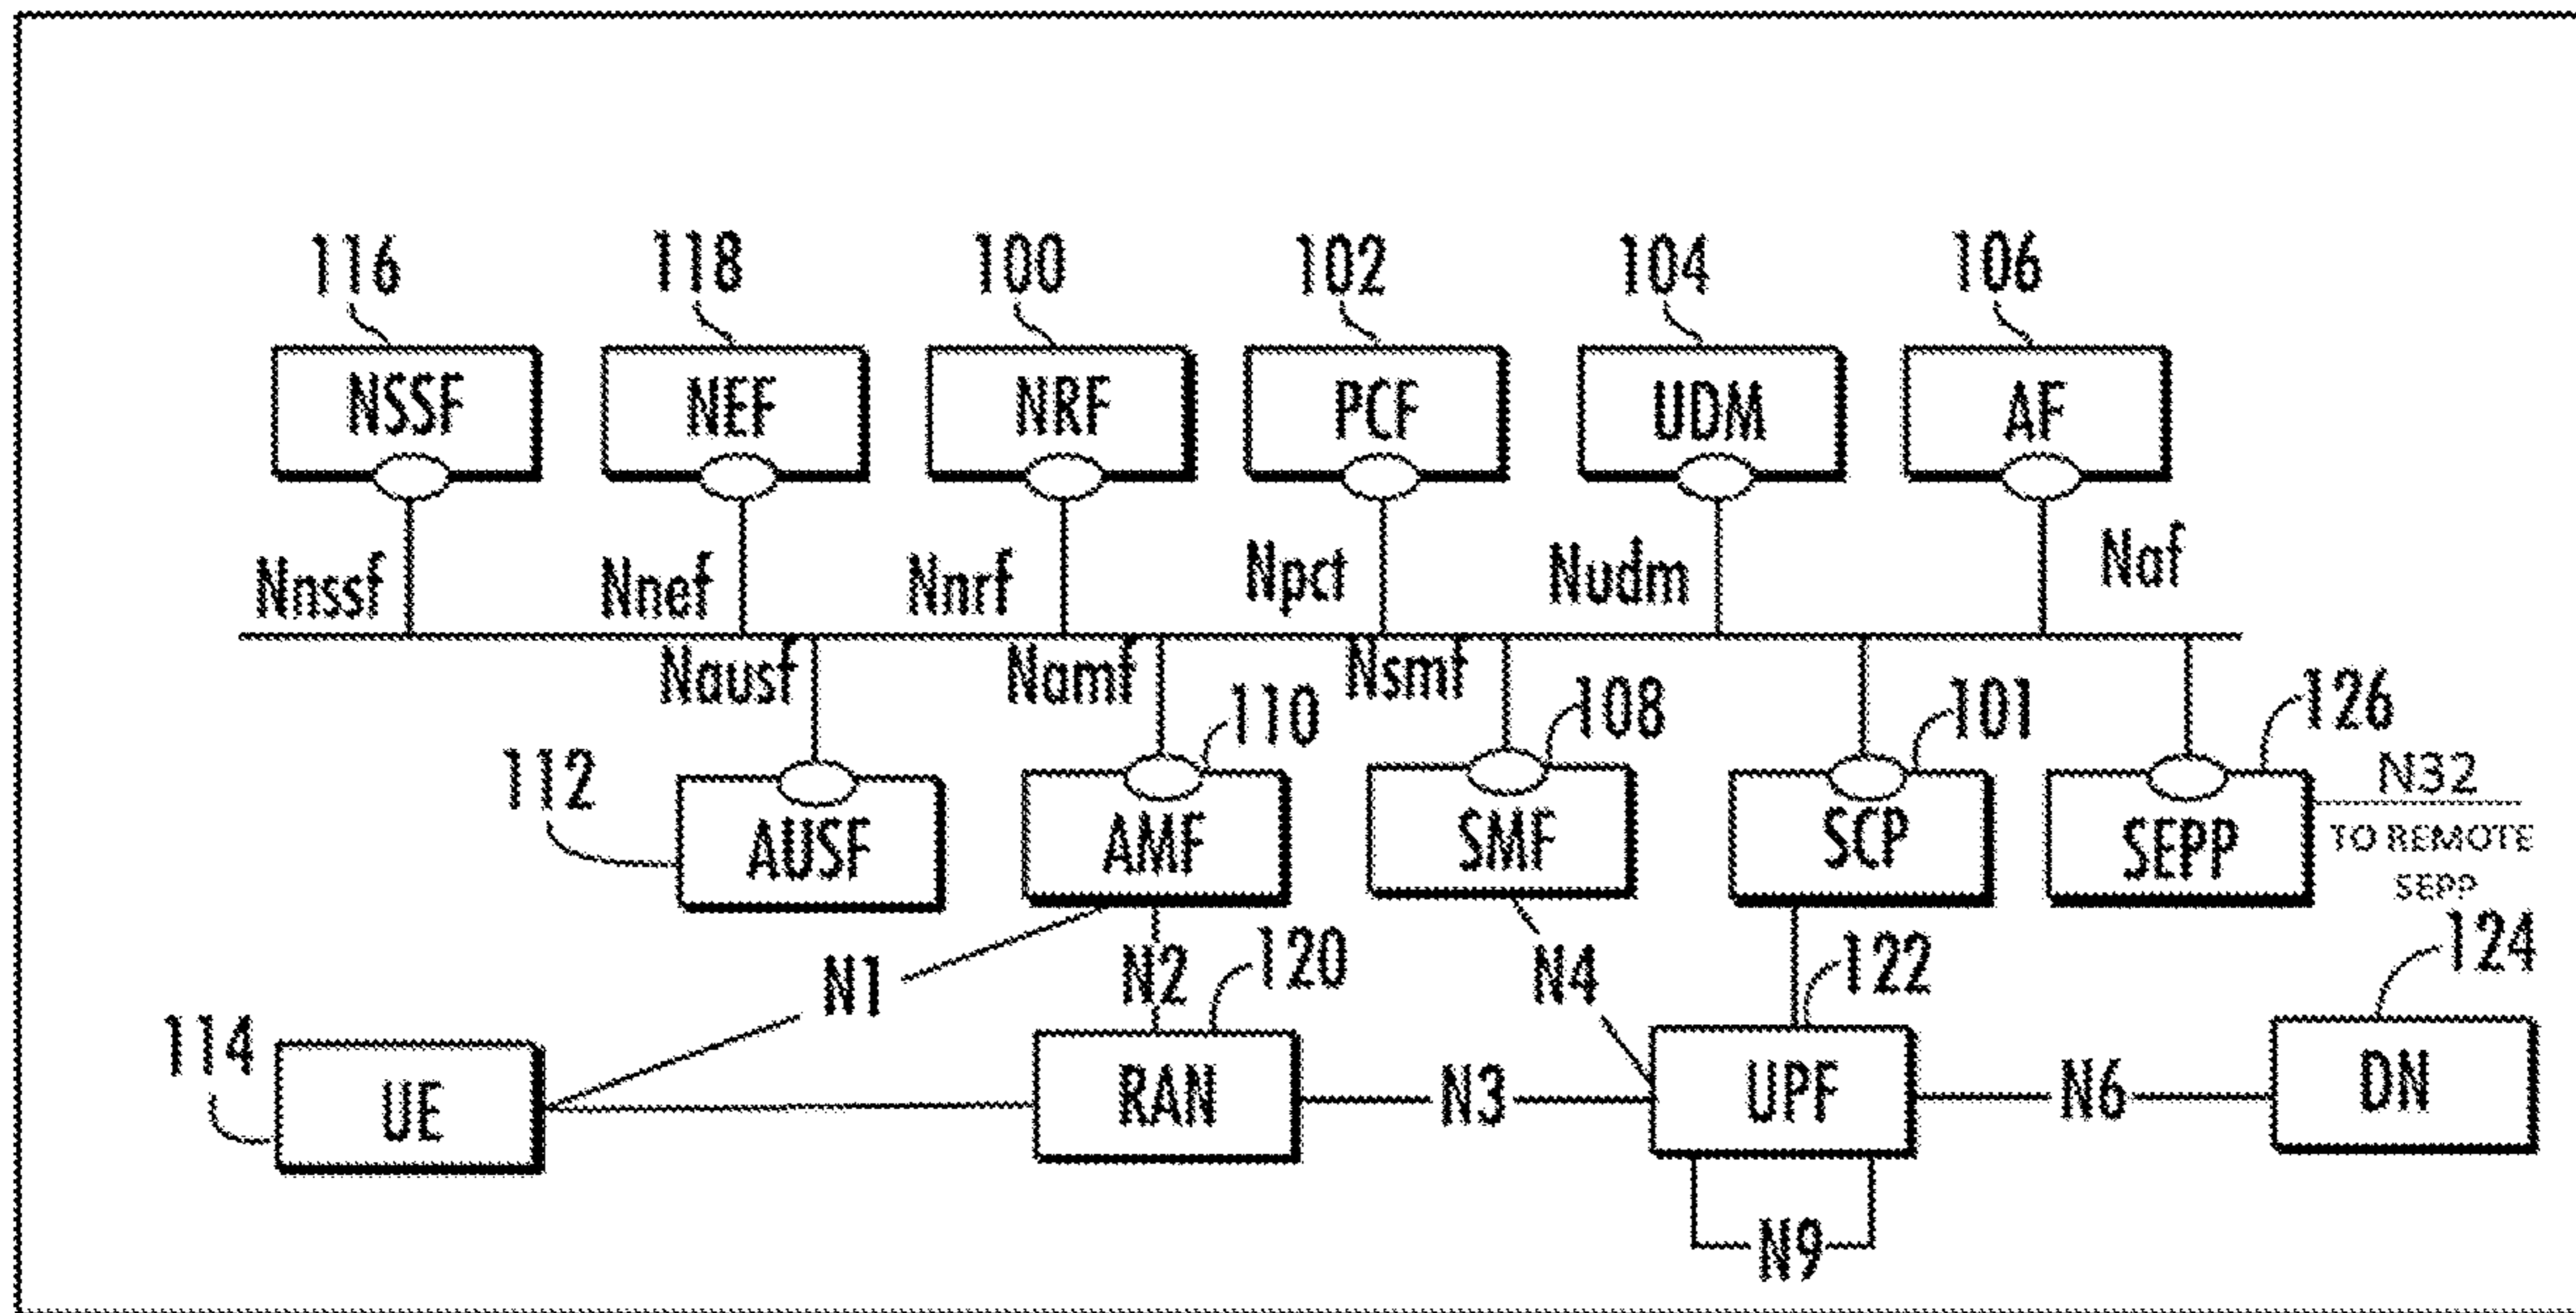 116 118 100 102 104 106
NSSF NEF NRF PCF UDM AF
Nnssf Nnef Nnrf Npct Nudm Naf
Nausf Namf Nsmf
110 108 101 126
112
N32
AUSF AMF SMF SCP SEPP
TO REMOTE
SEPP
N1 N2 120 N4 122 124
114
UE RAN N3 UPF N6 DN
N9